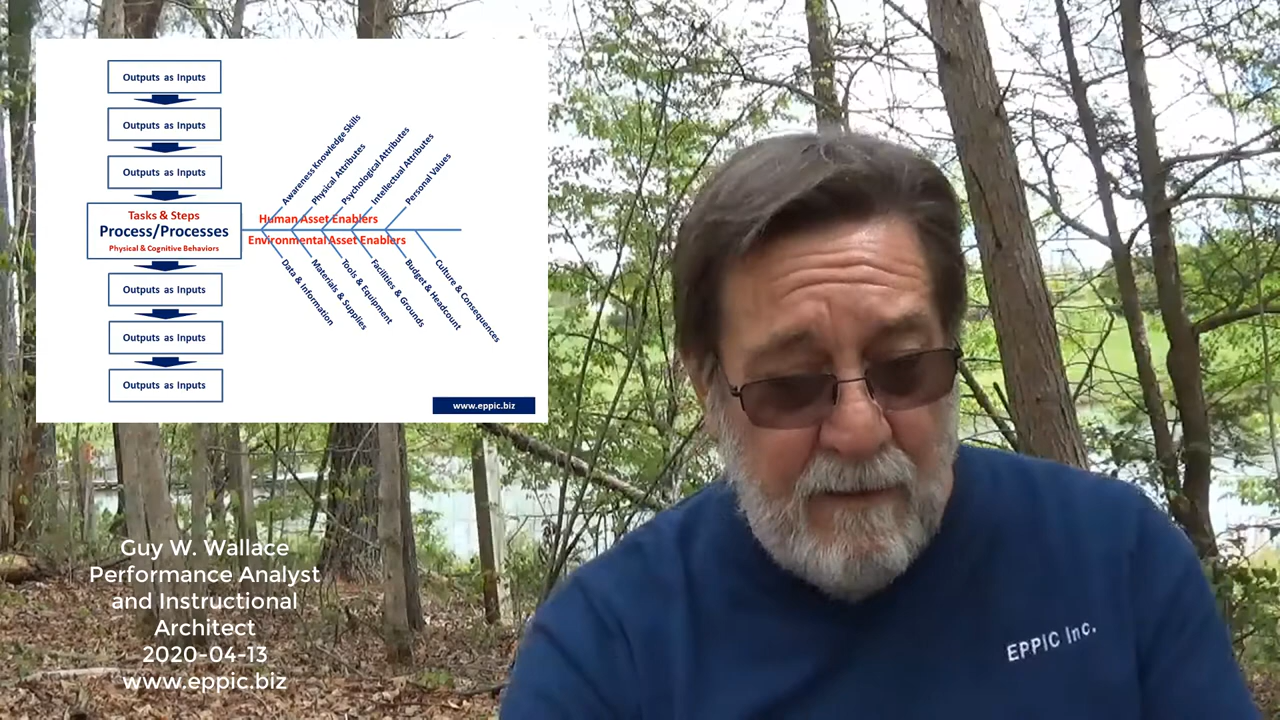 Outputs as Inputs
Outputs as Inputs
Outputs as Inputs
Tasks & Steps
Process/Processes
Physical & Cognitive Behaviors
Outputs as Inputs
Outputs as Inputs
Outputs as Inputs
Awareness Knowledge Skills
Physical Attributes
Psychological Attributes
Intellectual Attributes
Personal Values
Human Asset Enablers
Environmental Asset Enablers
Data & Information
Materials & Supplies
Tools & Equipment
Facilities & Grounds
Budget & Headcount
Culture & Consequences
www.eppic.biz
Guy W. Wallace
Performance Analyst
and Instructional
Architect
2020-04-13
www.eppic.biz
EPPIC Inc.